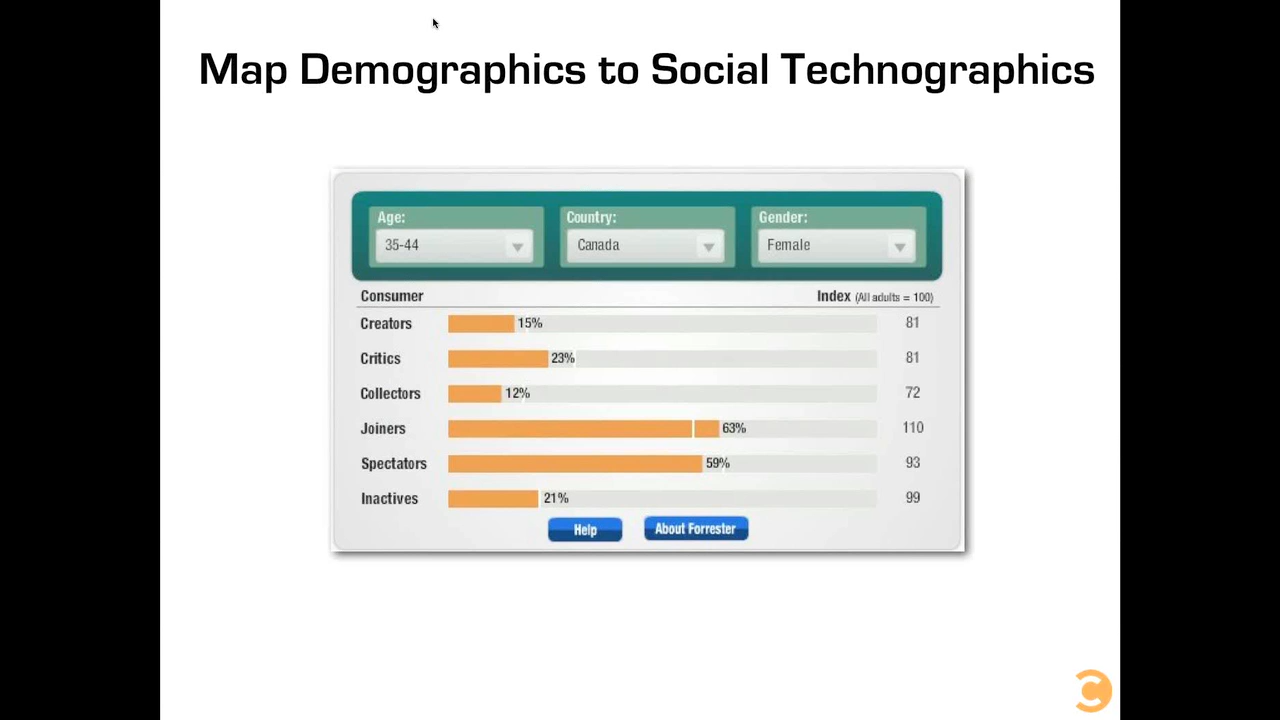 Map Demographics to Social Technographics
Age: Country: Gender:
35-44 Canada Female
Consumer Index (All adults = 100)
Creators 15% 81
Critics 23% 81
Collectors 12% 72
Joiners 63% 110
Spectators 59% 93
Inactives 21% 99
Help About Forrester